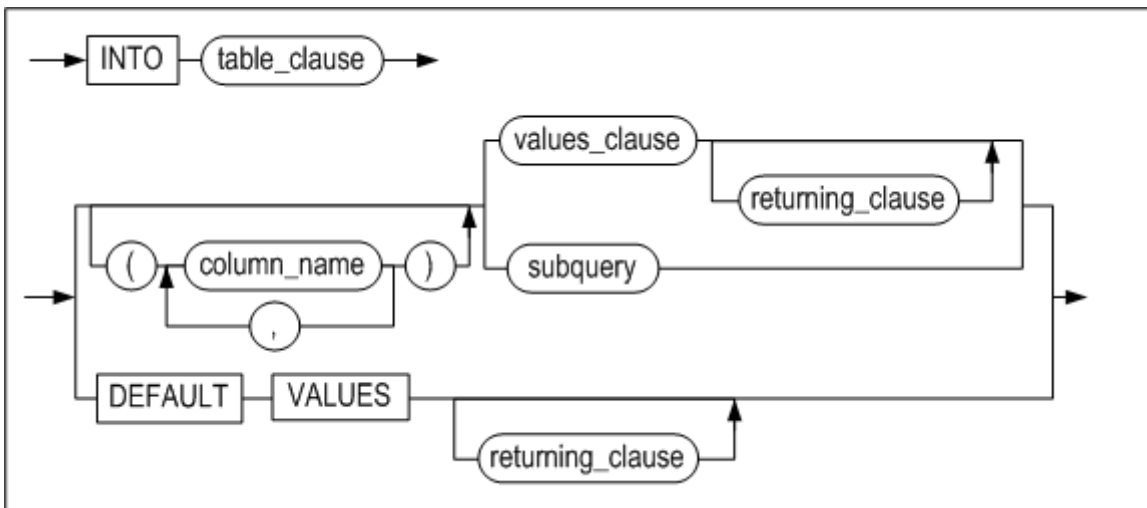 INTO table_clause
values_clause
returning_clause
( column_name )
subquery
,
DEFAULT VALUES
returning_clause